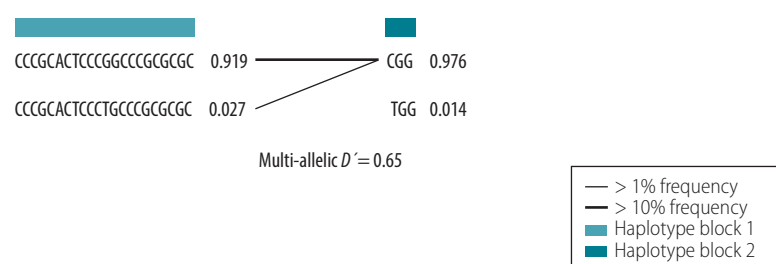 CCCGCACTCCCGGCCCGCGCGC 0.919 CGG 0.976
CCCGCACTCCCTGCCCGCGCGC 0.027 TGG 0.014
Multi-allelic D´= 0.65
> 1% frequency
> 10% frequency
Haplotype block 1
Haplotype block 2